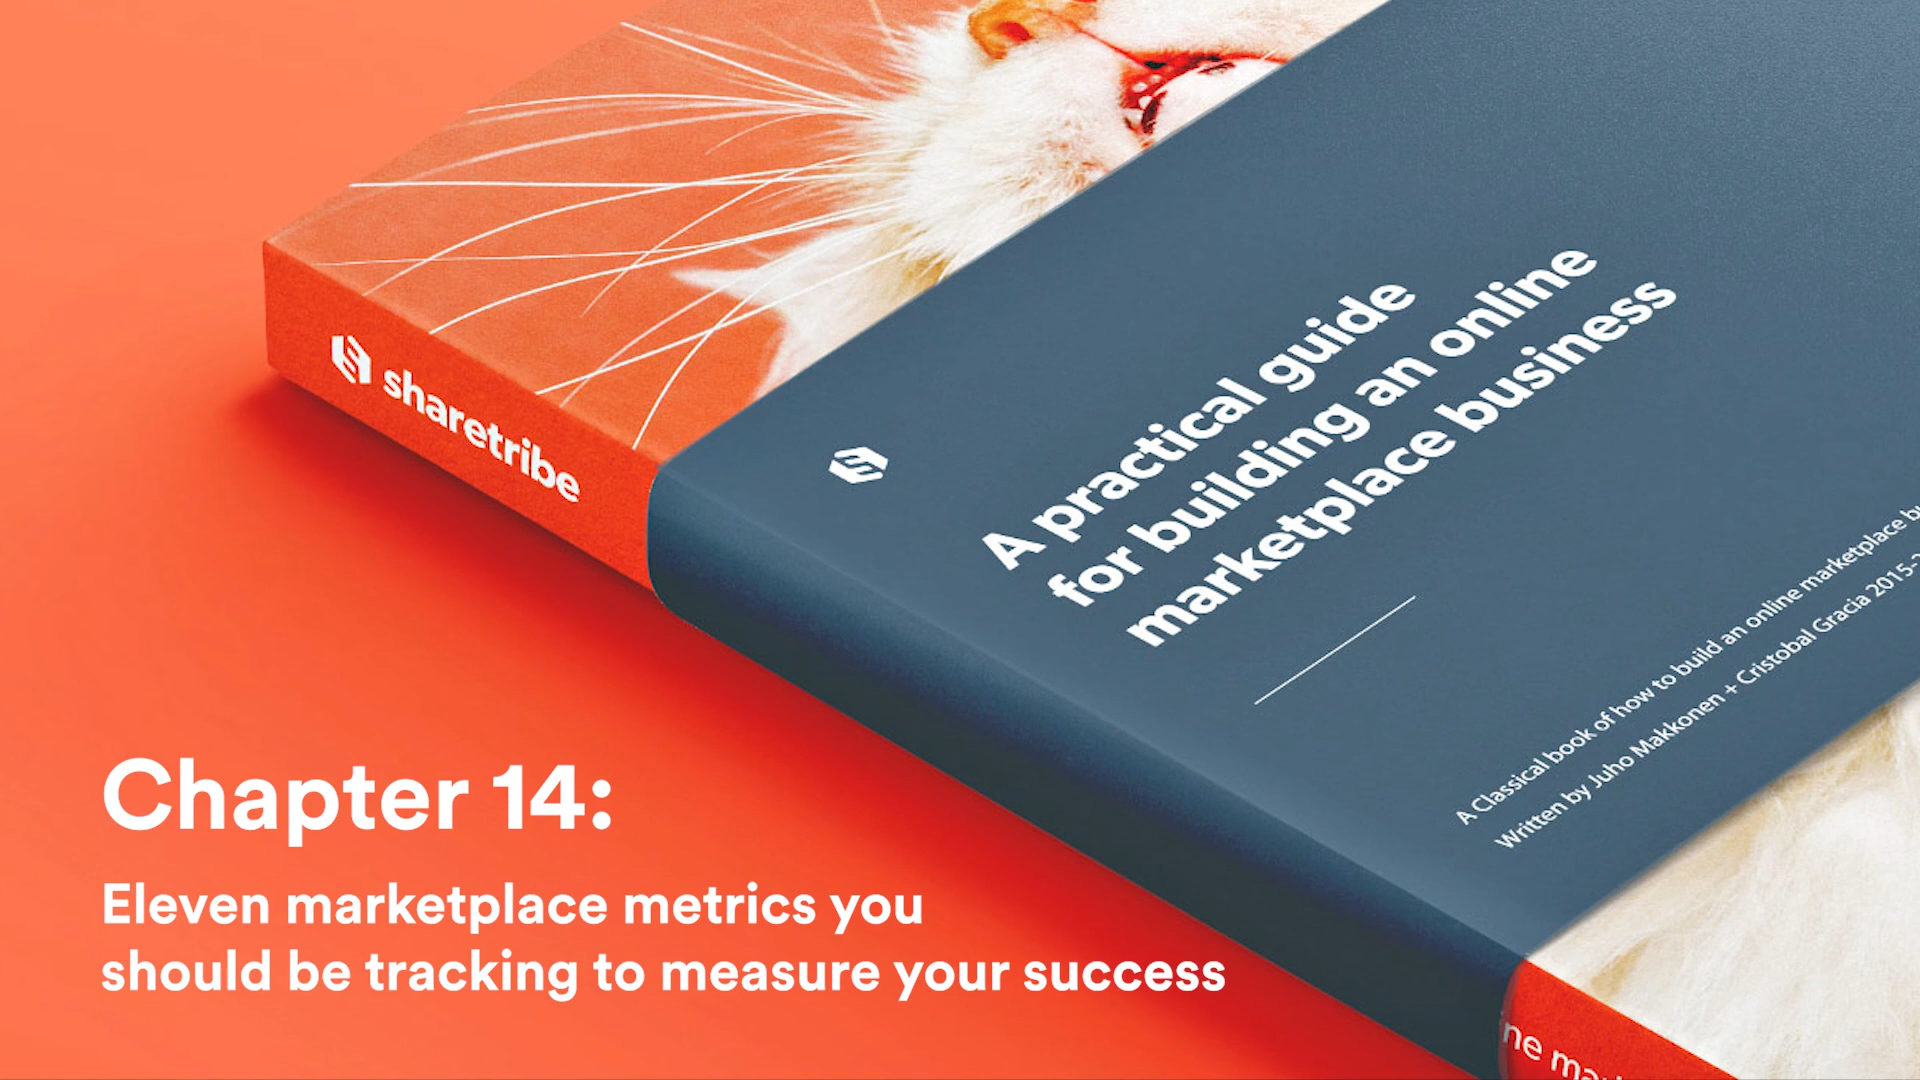 sharetribe
A practical guide
for building an online
marketplace business
A Classical book of how to build an online marketplace
Written by Juho Makkonen + Cristobal Gracia 2015-
Chapter 14:
Eleven marketplace metrics you
should be tracking to measure your success